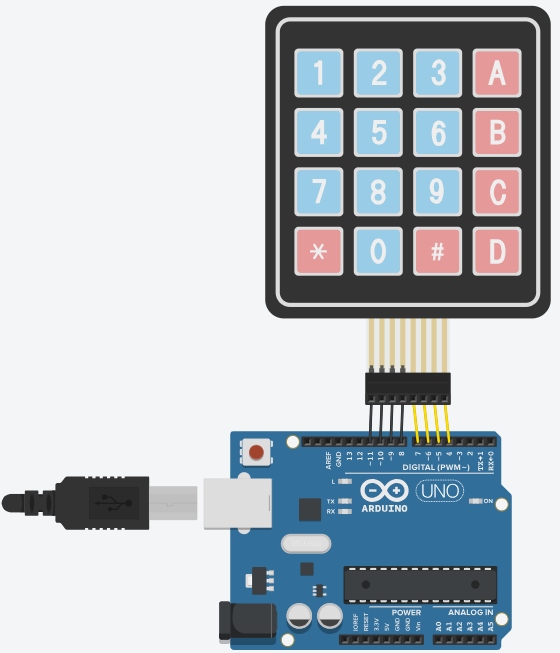 1 2 3 A
4 5 6 B
7 8 9 C
* 0 # D
AREF
GND
13
12
~11
~10
~9
8
7
~6
~5
4
~3
2
TX→1
RX←0
DIGITAL (PWM~)
L
TX
RX
UNO
ON
ARDUINO
POWER
ANALOG IN
IOREF
RESET
3.3V
5V
GND
GND
Vin
A0
A1
A2
A3
A4
A5